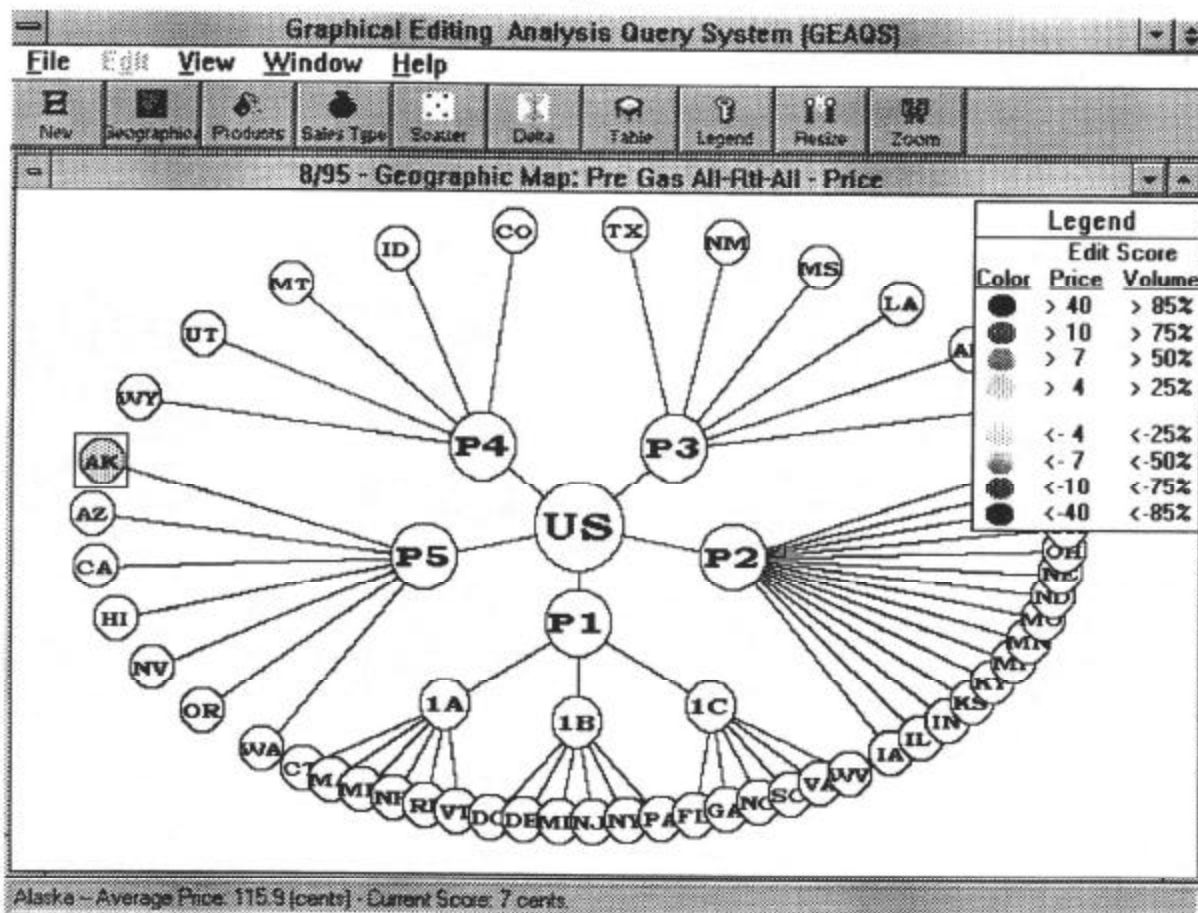 Graphical Editing Analysis Query System (GEAQS)
File Edit View Window Help
New Products Sales Type Scatter Delta Table Legend Resize Zoom
8/95 - Geographic Map: Pre Gas All-Rtl-All - Price
Legend
Edit Score
Color Price Volume
> 40 > 85%
> 10 > 75%
> 7 > 50%
> 4 > 25%
<- 4 <-25%
<- 7 <-50%
<-10 <-75%
<-40 <-85%
CO
TX
ID
NM
MT
MS
LA
UT
WY
P4
P3
AK
AZ
US
P5
P2
CA
HI
P1
NV
OR
WA
1A
1B
1C
OH
NE
ND
MO
MN
KY
KS
IN
IL
IA
WV
VA
SC
NC
GA
FL
PA
NY
NJ
DE
DC
VT
RI
CT
Alaska -- Average Price: 115.9 (cents) - Current Score: 7 cents.